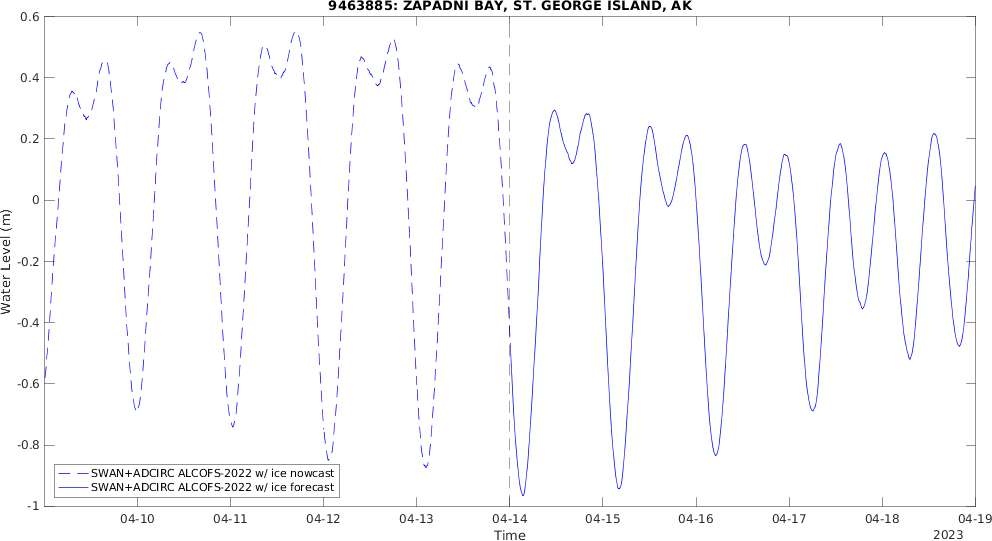 9463885: ZAPADNI BAY, ST. GEORGE ISLAND, AK
0.6
0.4
0.2
0
-0.2
-0.4
-0.6
-0.8
-1
Water Level (m)
SWAN+ADCIRC ALCOFS-2022 w/ ice nowcast
SWAN+ADCIRC ALCOFS-2022 w/ ice forecast
04-10 04-11 04-12 04-13 04-14 04-15 04-16 04-17 04-18 04-19
Time
2023